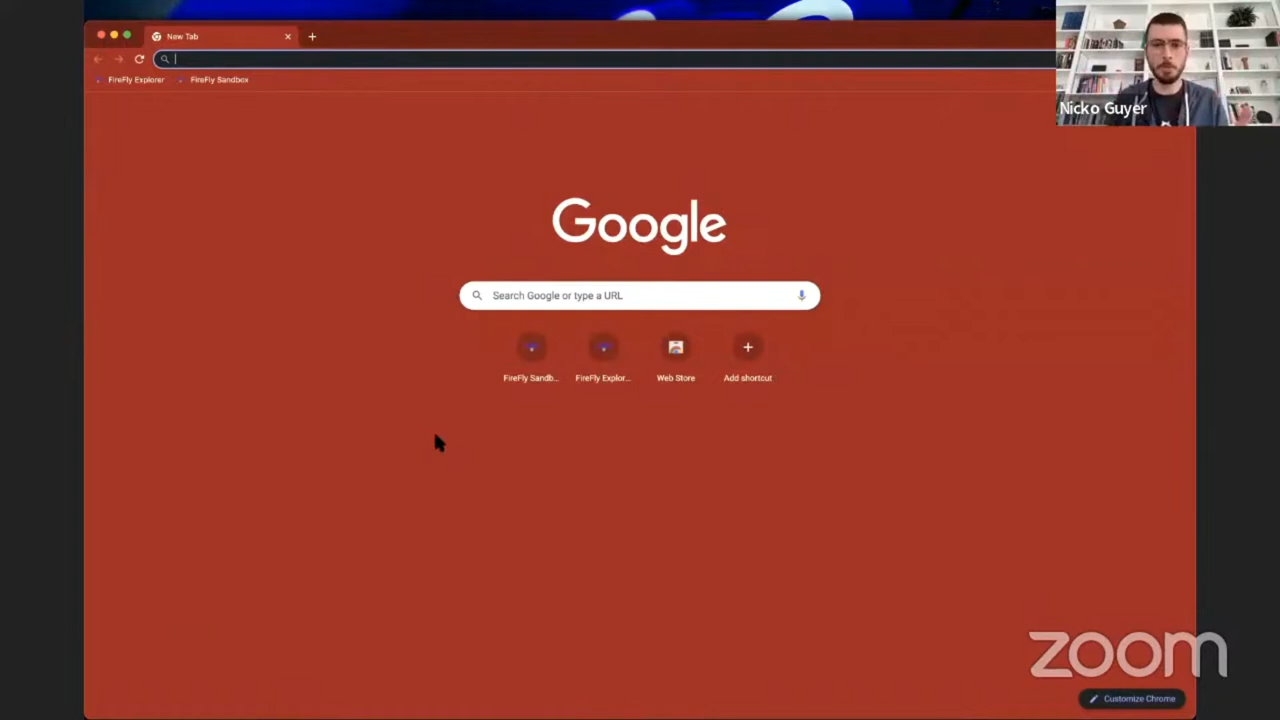 New Tab
FireFly Explorer
FireFly Sandbox
Nicko Guyer
Google
Search Google or type a URL
FireFly Sandb...
FireFly Explor...
Web Store
Add shortcut
zoom
Customize Chrome